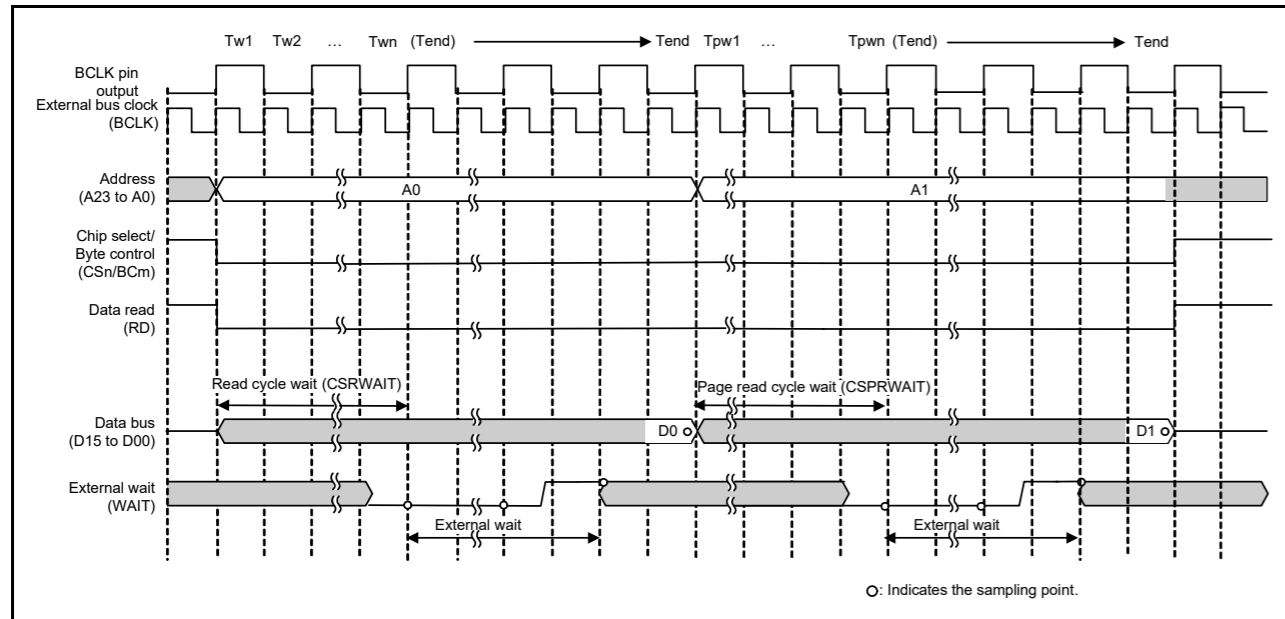 Tw1 Tw2 ... Twn (Tend) Tend Tpw1 ... Tpwn (Tend) Tend
BCLK pin
output
External bus clock
(BCLK)
Address
(A23 to A0)
A0 A1
Chip select/
Byte control
(CSn/BCm)
Data read
(RD)
Read cycle wait (CSRWAIT) Page read cycle wait (CSPRWAIT)
Data bus
(D15 to D00)
D0 D1
External wait
(WAIT)
External wait External wait
: Indicates the sampling point.